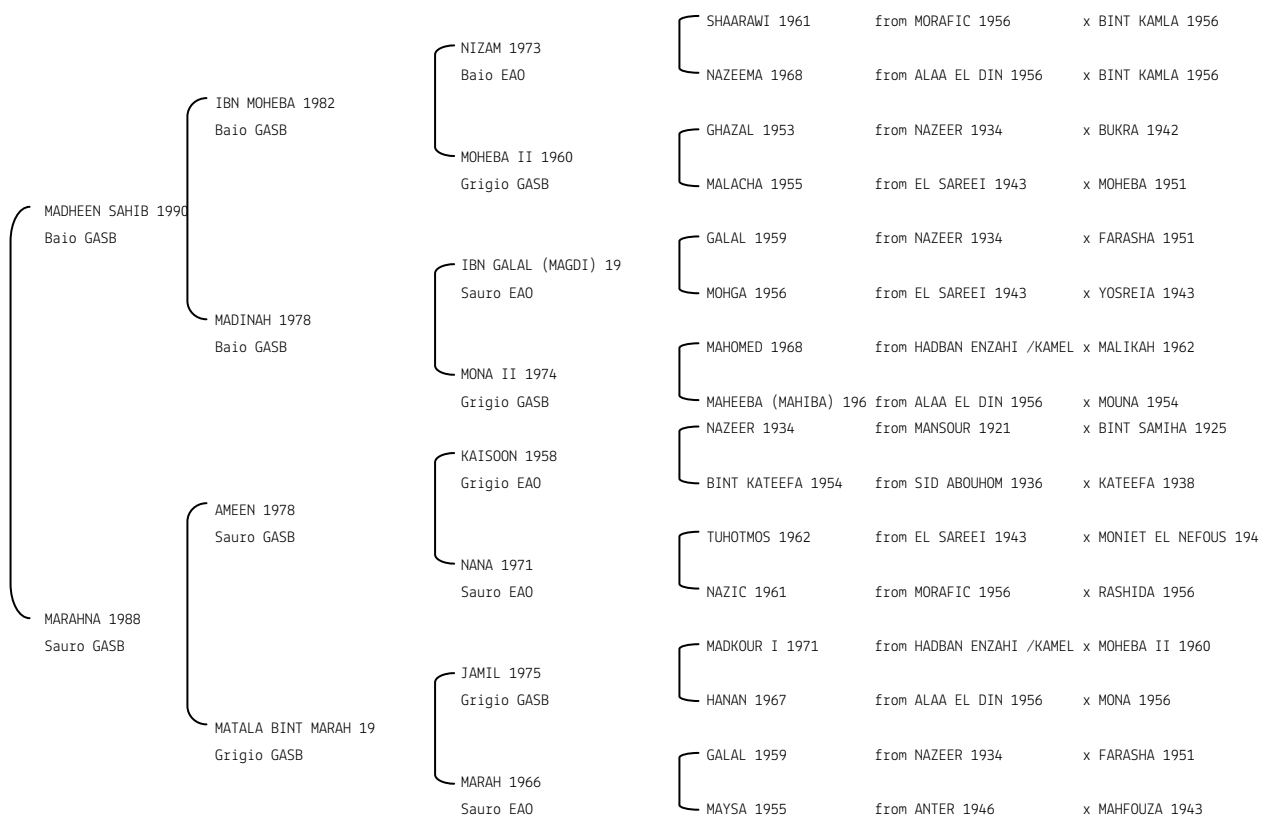 SHAARAWI 1961 from MORAFIC 1956 x BINT KAMLA 1956
NIZAM 1973
Baio EAO
NAZEEMA 1968 from ALAA EL DIN 1956 x BINT KAMLA 1956
IBN MOHEBA 1982
Baio GASB
GHAZAL 1953 from NAZEER 1934 x BUKRA 1942
MOHEBA II 1960
Grigio GASB
MALACHA 1955 from EL SAREEI 1943 x MOHEBA 1951
MADHEEN SAHIB 1990
Baio GASB
GALAL 1959 from NAZEER 1934 x FARASHA 1951
IBN GALAL (MAGDI) 19
Sauro EAO
MOHGA 1956 from EL SAREEI 1943 x YOSREIA 1943
MADINAH 1978
Baio GASB
MAHOMED 1968 from HADBAN ENZAHI /KAMEL x MALIKAH 1962
MONA II 1974
Grigio GASB
MAHEEBA (MAHIBA) 196 from ALAA EL DIN 1956 x MOUNA 1954
NAZEER 1934 from MANSOUR 1921 x BINT SAMIHA 1925
KAISOON 1958
Grigio EAO
BINT KATEEFA 1954 from SID ABOUHOM 1936 x KATEEFA 1938
AMEEN 1978
Sauro GASB
TUHOTMOS 1962 from EL SAREEI 1943 x MONIET EL NEFOUS 194
NANA 1971
Sauro EAO
NAZIC 1961 from MORAFIC 1956 x RASHIDA 1956
MARAHNA 1988
Sauro GASB
MADKOUR I 1971 from HADBAN ENZAHI /KAMEL x MOHEBA II 1960
JAMIL 1975
Grigio GASB
HANAN 1967 from ALAA EL DIN 1956 x MONA 1956
MATALA BINT MARAH 19
Grigio GASB
GALAL 1959 from NAZEER 1934 x FARASHA 1951
MARAH 1966
Sauro EAO
MAYSA 1955 from ANTER 1946 x MAHFOUZA 1943